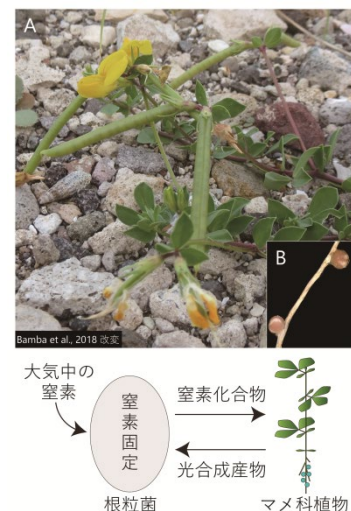 A
B
Bamba et al., 2018 改変
大気中の
窒素
窒素固定
窒素化合物
光合成産物
根粒菌
マメ科植物